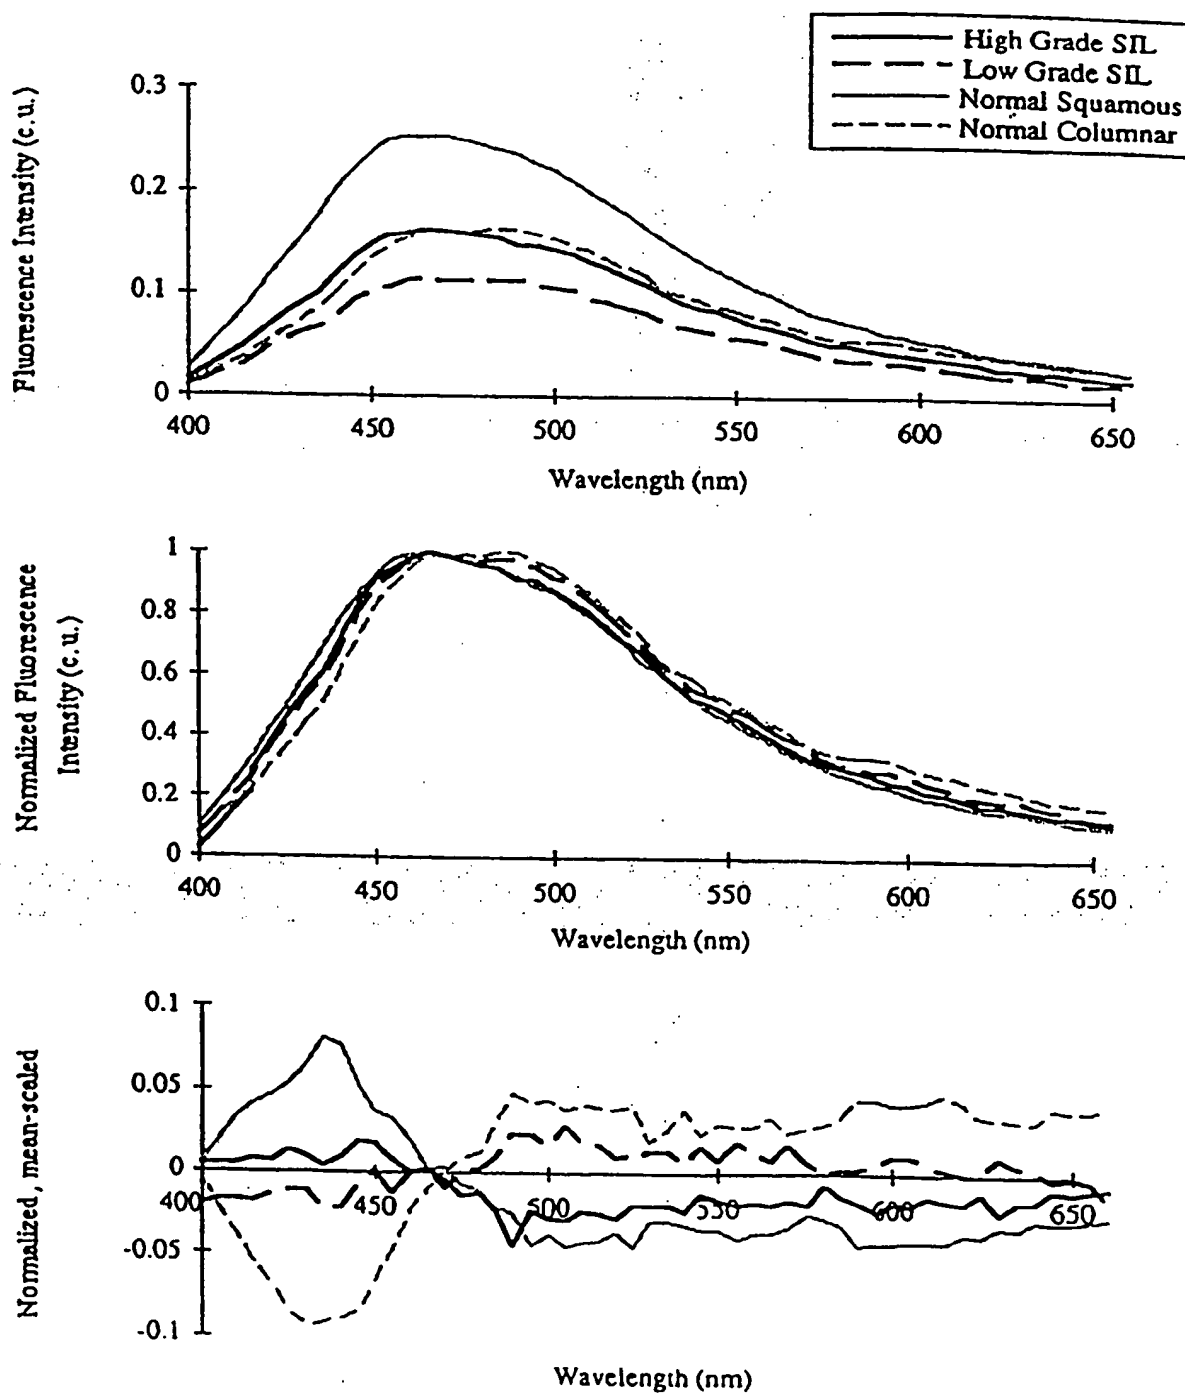 High Grade SIL
Low Grade SIL
Normal Squamous
Normal Columnar
Fluorescence Intensity (c.u.)
0.3
0.2
0.1
0
400 450 500 550 600 650
Wavelength (nm)
Normalized Fluorescence
Intensity (c.u.)
1
0.8
0.6
0.4
0.2
0
400 450 500 550 600 650
Wavelength (nm)
Normalized, mean-scaled
0.1
0.05
0
-0.05
-0.1
400 450 500 550 600 650
Wavelength (nm)